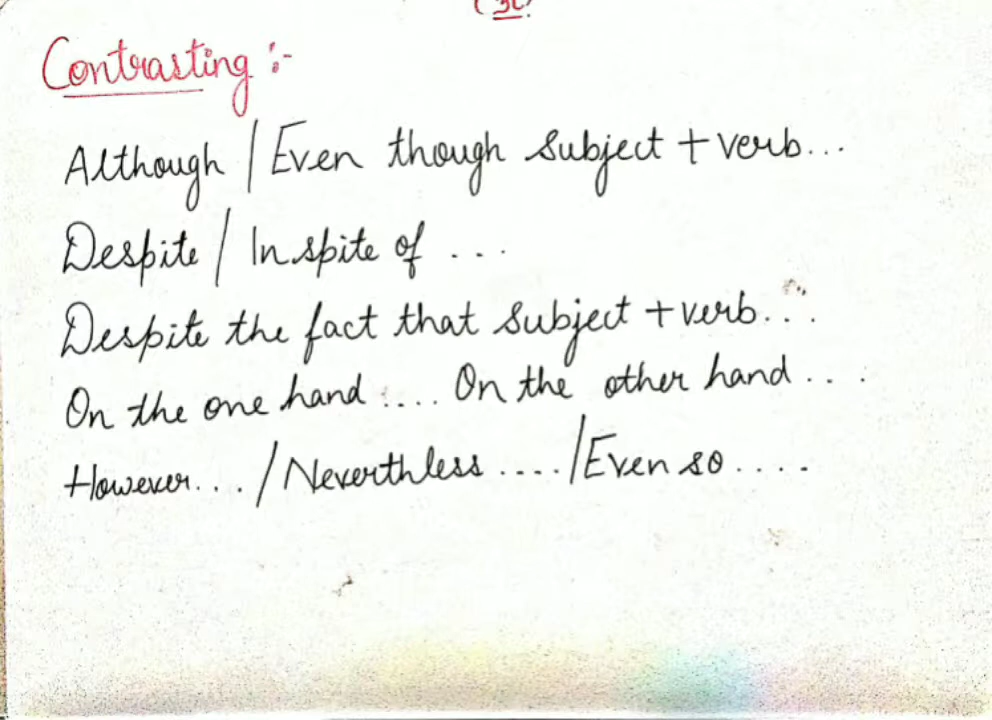 Contrasting :-
Although / Even though subject + verb...
Despite / In spite of ...
Despite the fact that subject + verb...
On the one hand .... On the other hand ...
However... / Neverthless .... / Even so ....